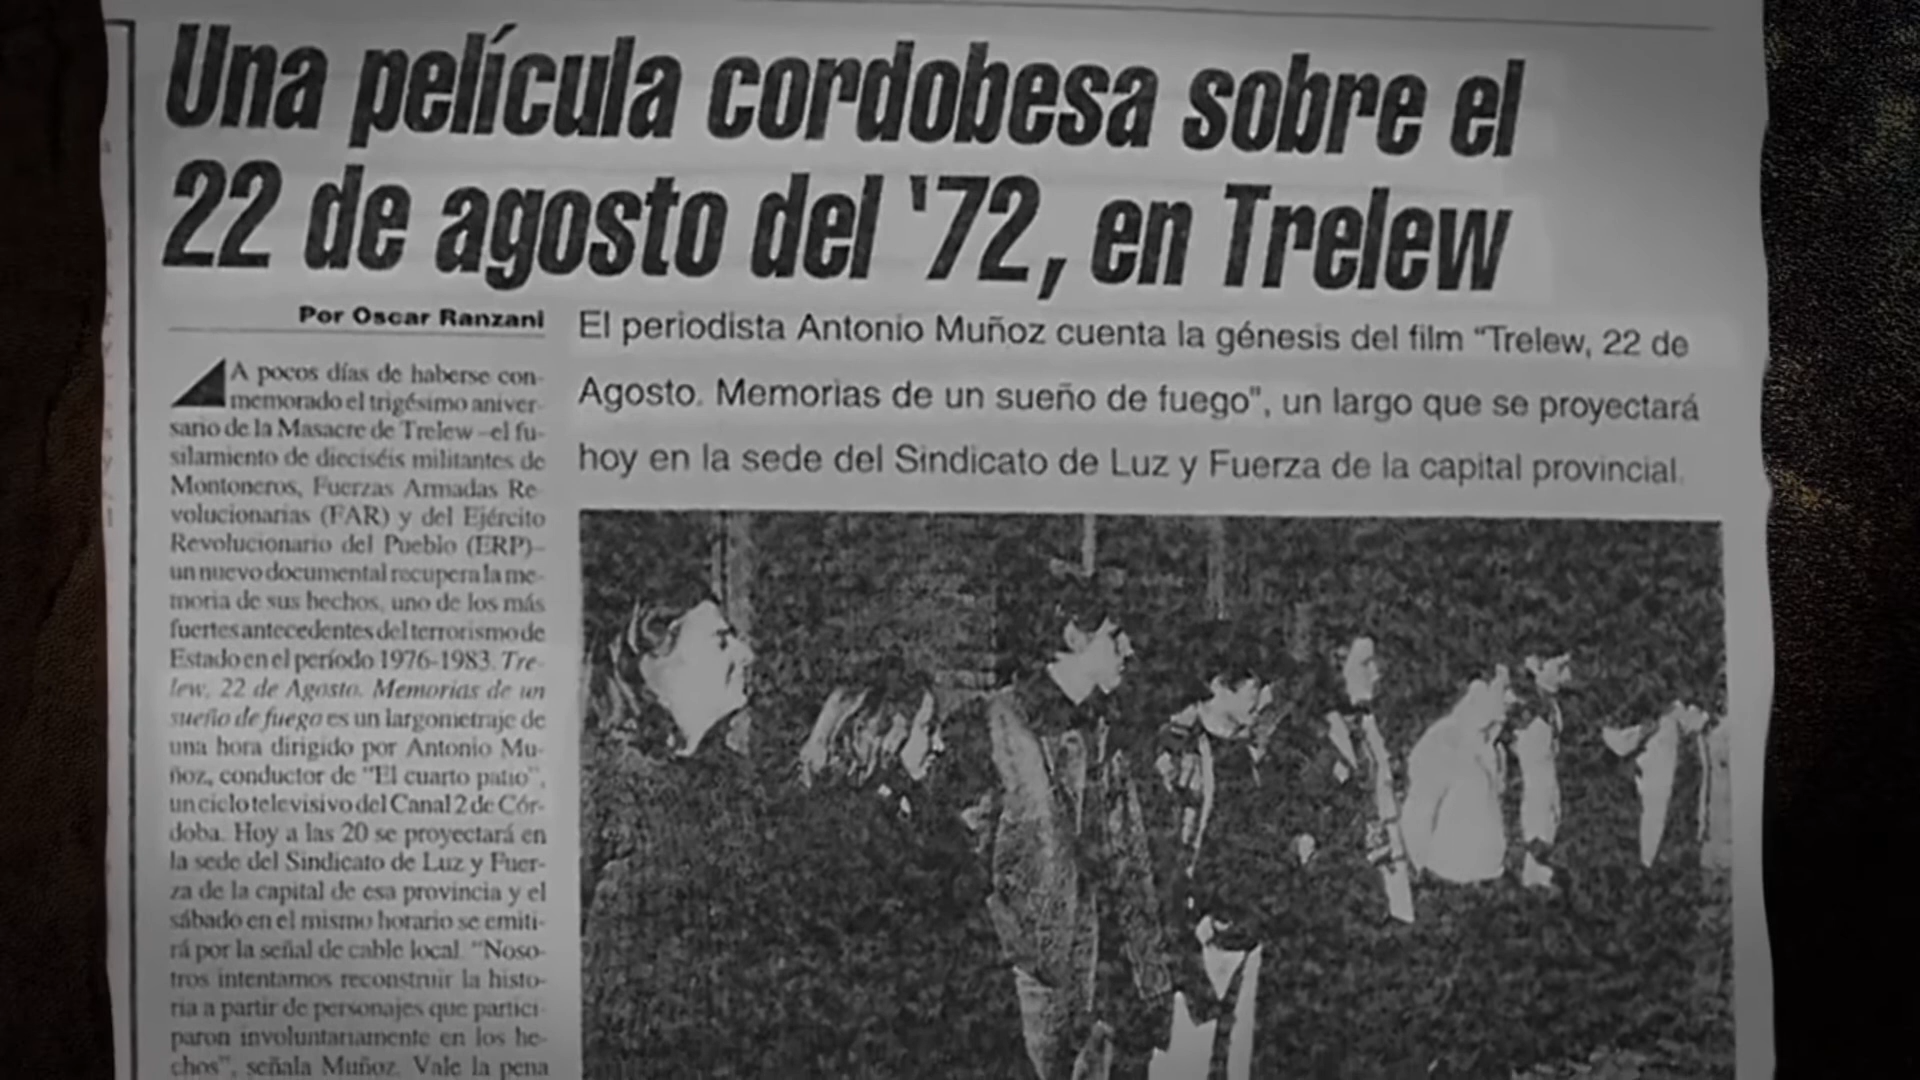 Una película cordobesa sobre el
22 de agosto del '72, en Trelew
Por Oscar Ranzani
El periodista Antonio Muñoz cuenta la génesis del film "Trelew, 22 de
Agosto. Memorias de un sueño de fuego", un largo que se proyectará
hoy en la sede del Sindicato de Luz y Fuerza de la capital provincial.
A pocos días de haberse con-
memorado el trigésimo aniver-
sario de la Masacre de Trelew –el fu-
silamiento de dieciséis militantes de
Montoneros, Fuerzas Armadas Re-
volucionarias (FAR) y del Ejército
Revolucionario del Pueblo (ERP)–
un nuevo documental recupera la me-
moria de sus hechos, uno de los más
fuertes antecedentes del terrorismo de
Estado en el período 1976-1983. Tre-
lew, 22 de Agosto. Memorias de un
sueño de fuego es un largometraje de
una hora dirigido por Antonio Mu-
ñoz, conductor de "El cuarto patio",
un ciclo televisivo del Canal 2 de Cór-
doba. Hoy a las 20 se proyectará en
la sede del Sindicato de Luz y Fuer-
za de la capital de esa provincia y el
sábado en el mismo horario se emiti-
rá por la señal de cable local. "Noso-
tros intentamos reconstruir la histo-
ria a partir de personajes que partici-
paron involuntariamente en los he-
chos", señala Muñoz. Vale la pena